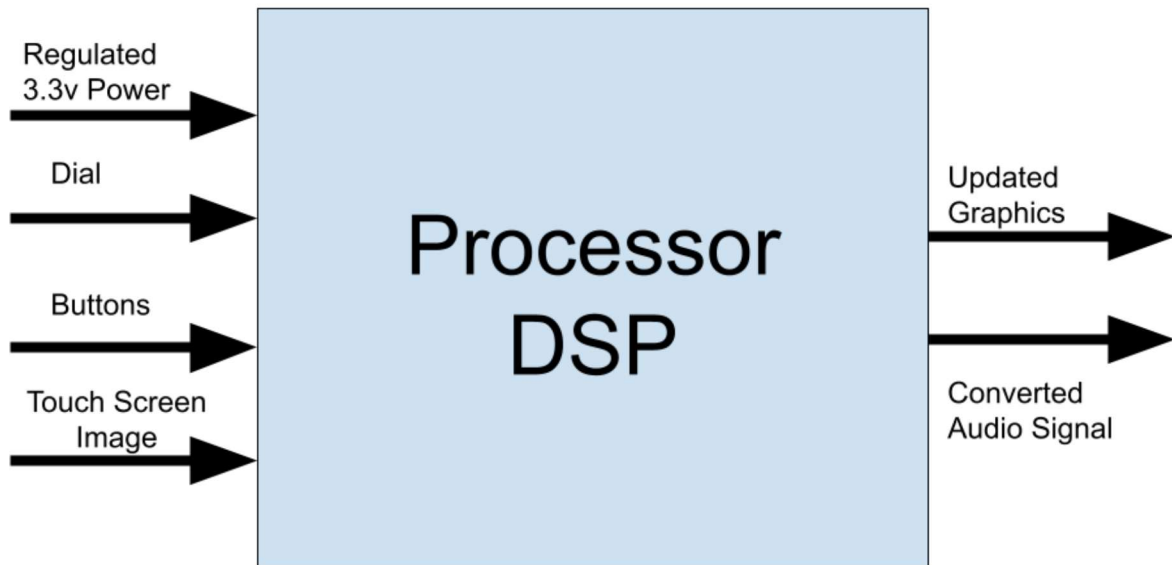 Regulated
3.3v Power
Dial
Buttons
Touch Screen
Image
Processor
DSP
Updated
Graphics
Converted
Audio Signal